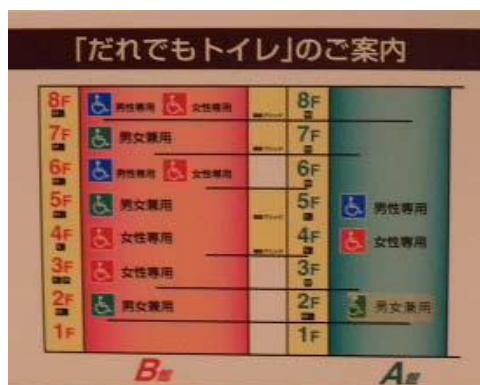 「だれでもトイレ」のご案内
8F 男性専用 女性専用 8F
7F 男女兼用 7F
6F 男性専用 女性専用 6F
5F 男女兼用 5F 男性専用
4F 女性専用 4F 女性専用
3F 女性専用 3F
2F 男女兼用 2F 男女兼用
1F 1F
B館 A館